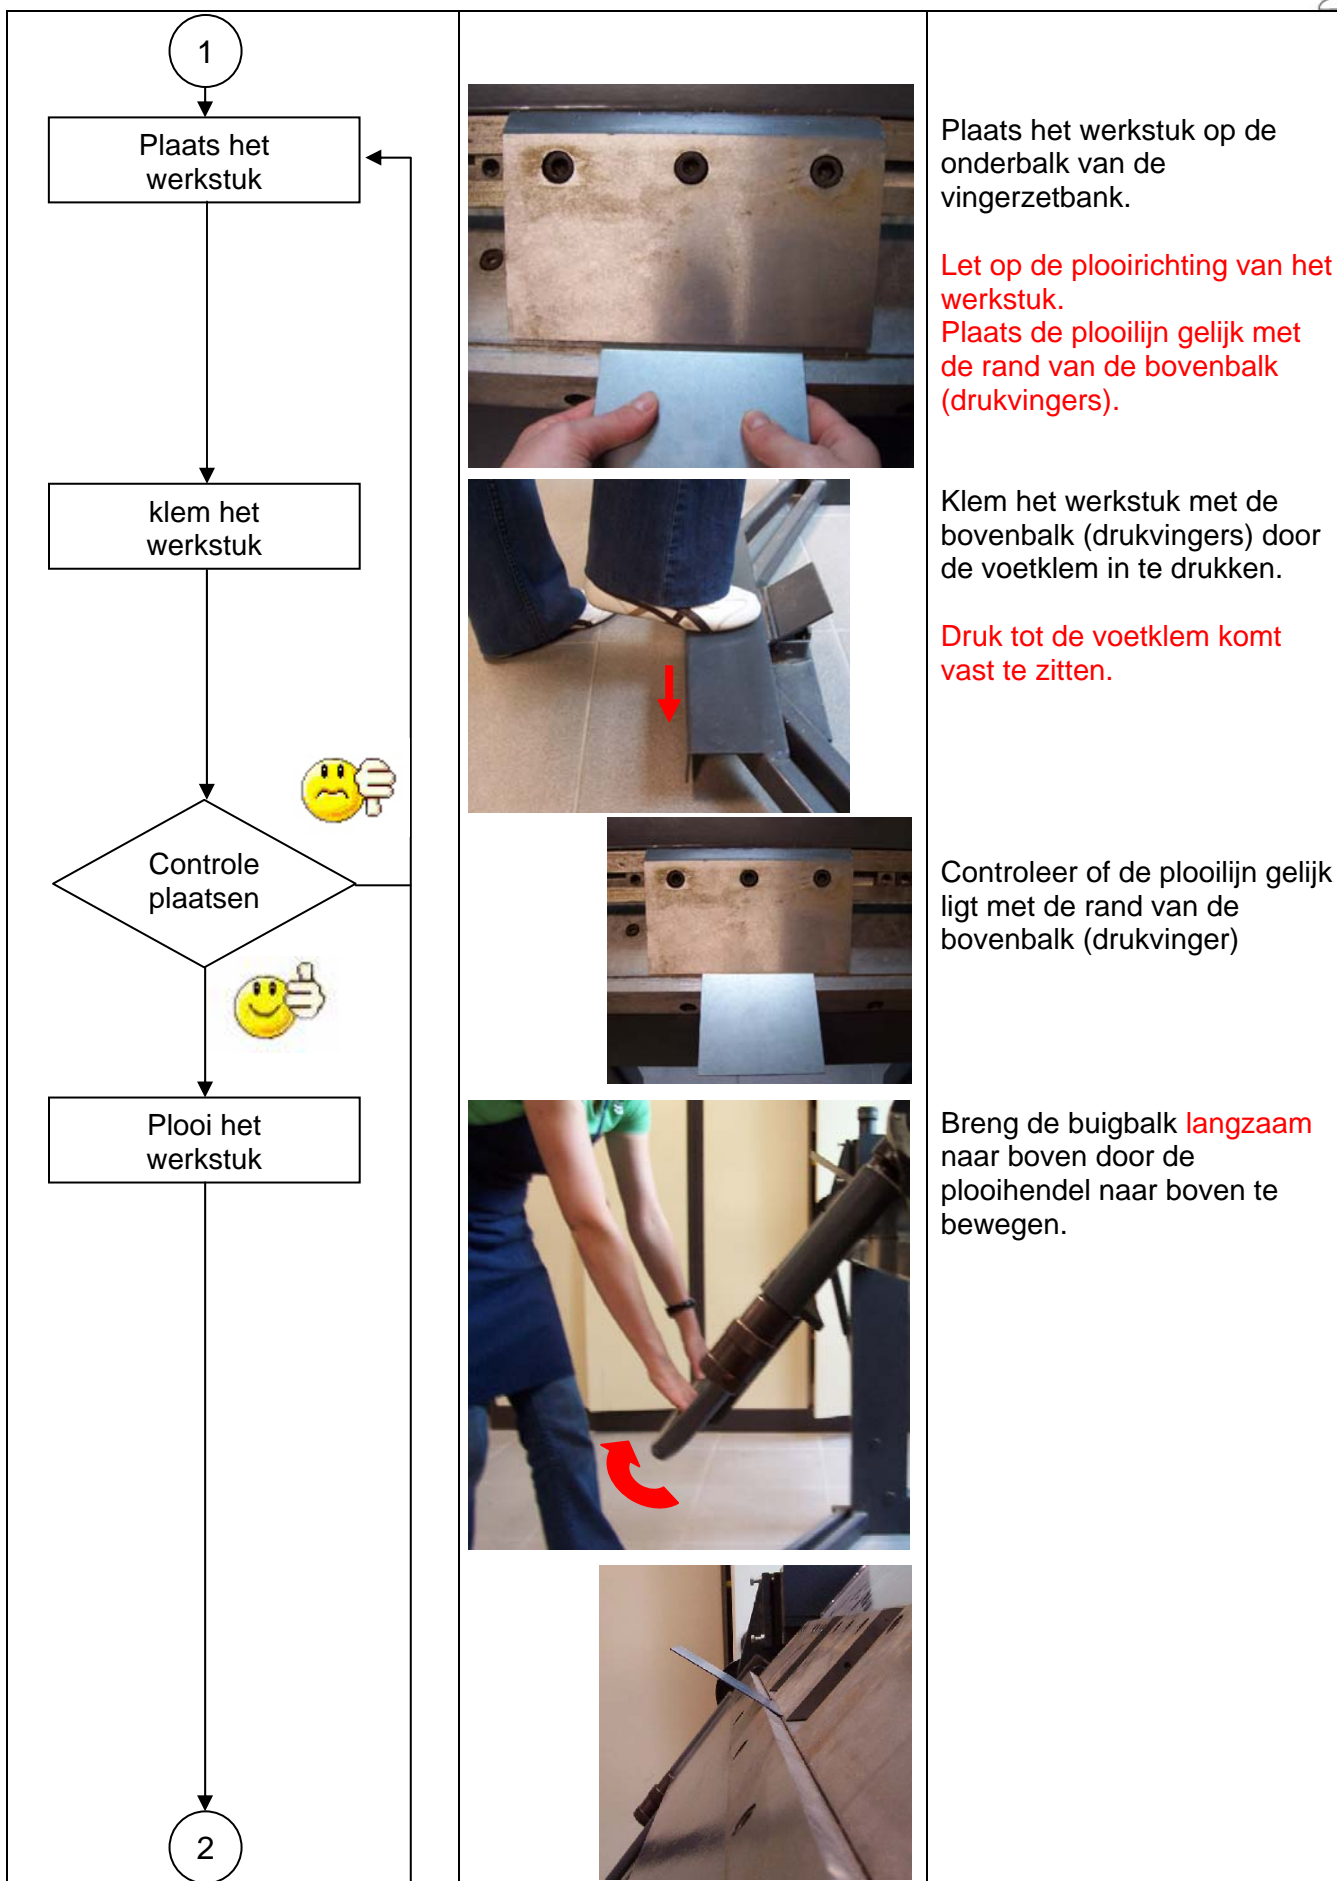 1
Plaats het
werkstuk
Plaats het werkstuk op de
onderbalk van de
vingerzetbank.
Let op de plooirichting van het
werkstuk.
Plaats de plooilijn gelijk met
de rand van de bovenbalk
(drukvingers).
klem het
werkstuk
Klem het werkstuk met de
bovenbalk (drukvingers) door
de voetklem in te drukken.
Druk tot de voetklem komt
vast te zitten.
Controle
plaatsen
Controleer of de plooilijn gelijk
ligt met de rand van de
bovenbalk (drukvinger)
Plooi het
werkstuk
Breng de buigbalk langzaam
naar boven door de
plooihendel naar boven te
bewegen.
2